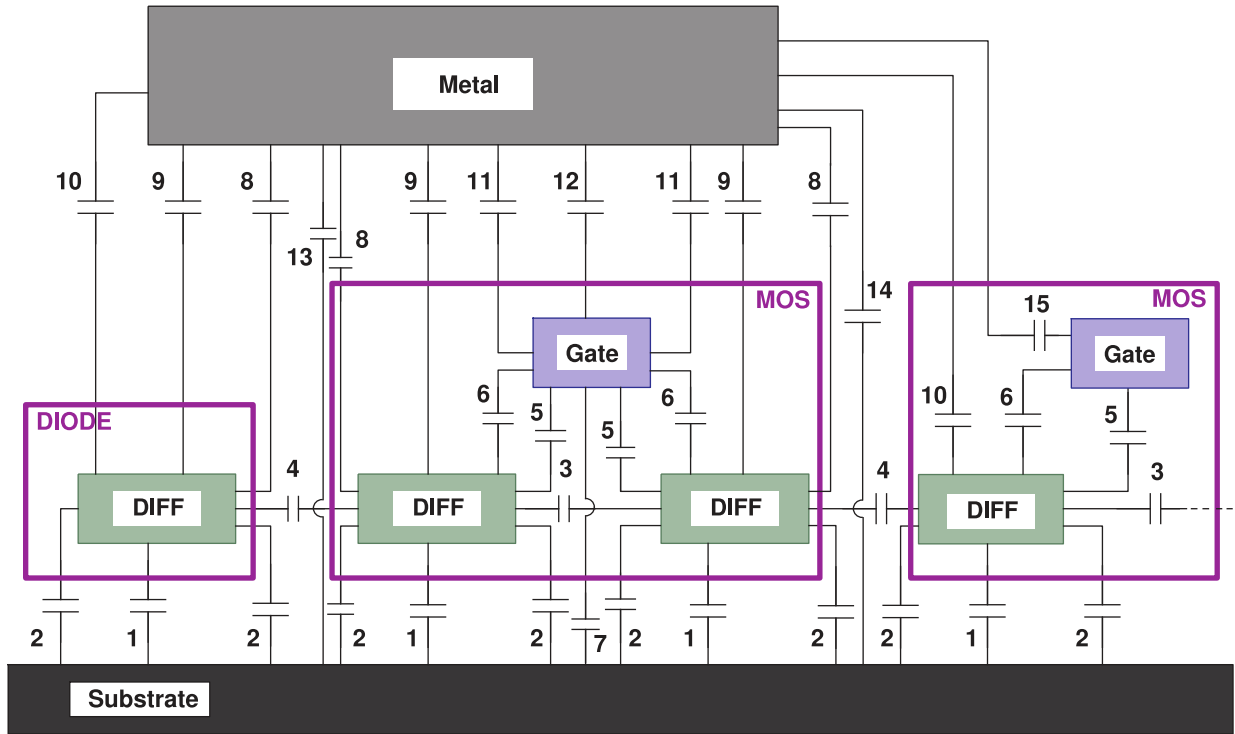 Metal
10 9 8 9 11 12 11 9 8
13 8
14
MOS MOS
15
Gate Gate
6 5 6 5 10 6 5
DIODE
4 3 4 3
DIFF DIFF DIFF DIFF
2 1 2 2 1 2 7 2 1 2 2 1 2
Substrate